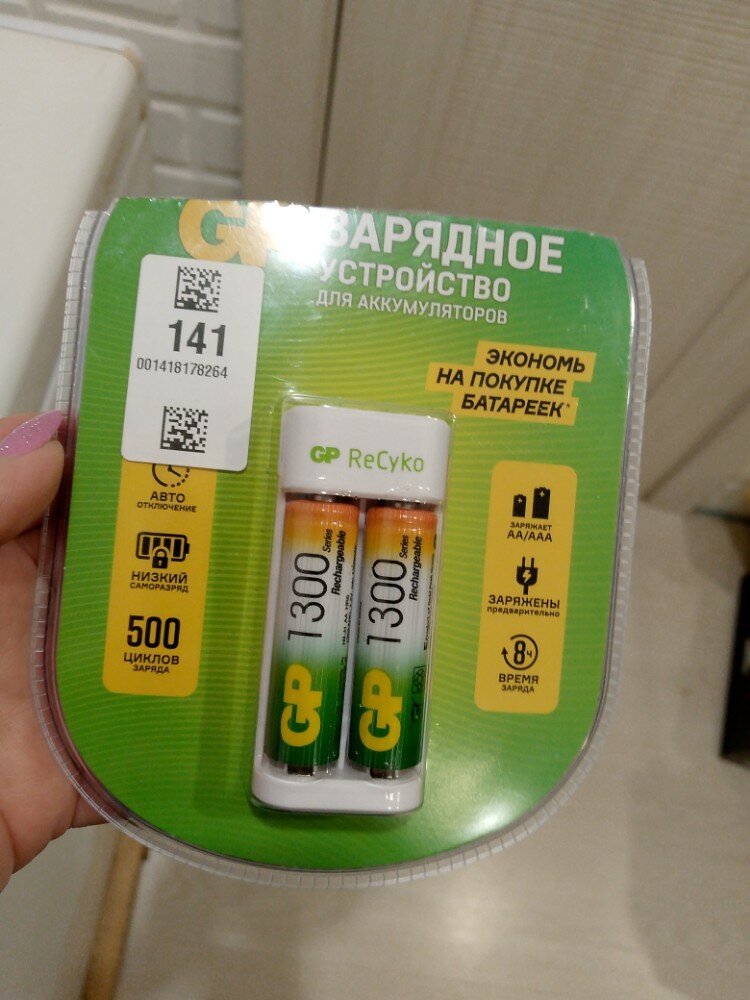 GP
ЗАРЯДНОЕ
УСТРОЙСТВО
ДЛЯ АККУМУЛЯТОРОВ
141
001418178264
ЭКОНОМЬ
НА ПОКУПКЕ
БАТАРЕЕК*
GP ReCyko
АВТО
ОТКЛЮЧЕНИЕ
НИЗКИЙ
САМОРАЗРЯД
500
ЦИКЛОВ
ЗАРЯДА
GP 1300 Series
Rechargeable
GP 1300 Series
Rechargeable
ЗАРЯЖАЕТ
AA/AAA
ЗАРЯЖЕНЫ
предварительно
8ч
ВРЕМЯ
ЗАРЯДА